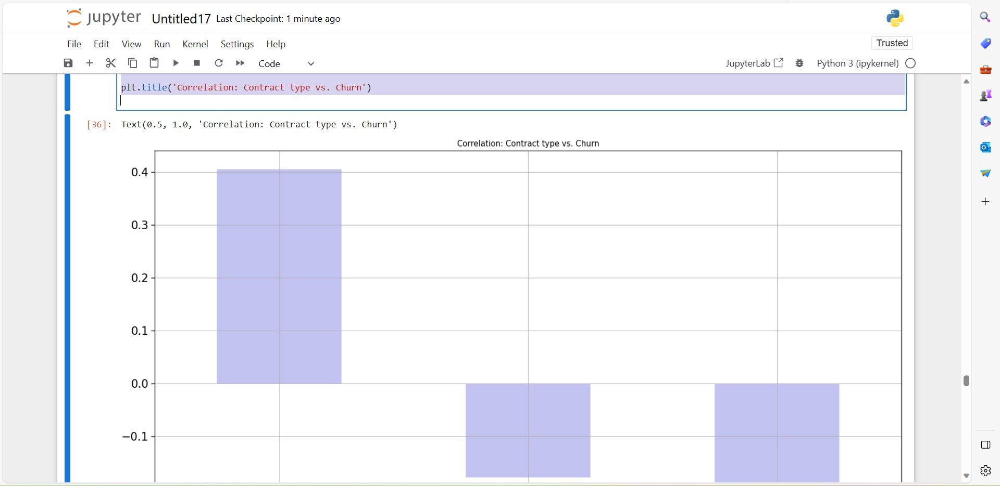 jupyter Untitled17 Last Checkpoint: 1 minute ago
File Edit View Run Kernel Settings Help Trusted
Code JupyterLab Python 3 (ipykernel)
plt.title('Correlation: Contract type vs. Churn')
[36]: Text(0.5, 1.0, 'Correlation: Contract type vs. Churn')
Correlation: Contract type vs. Churn
0.4
0.3
0.2
0.1
0.0
−0.1